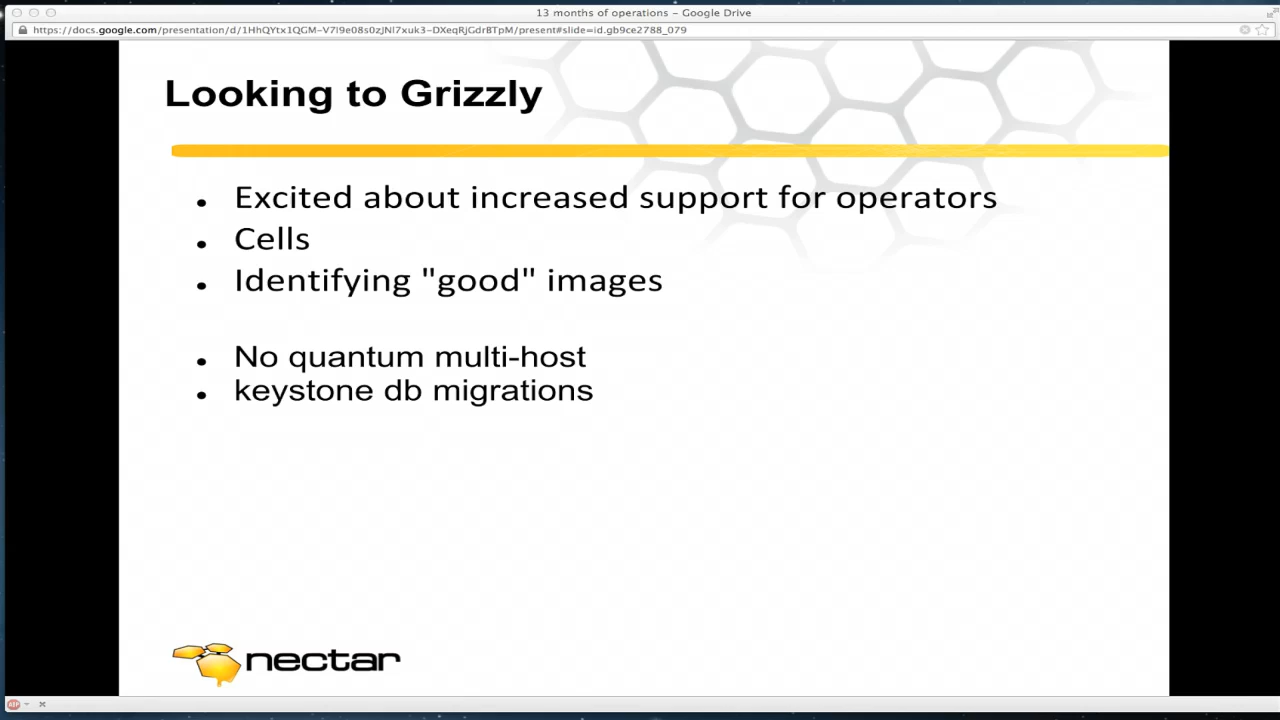 13 months of operations – Google Drive
https://docs.google.com/presentation/d/1HhQYtx1QGM-V7l9e08s0zJNl7xuk3-DXeqRjGdrBTpM/present#slide=id.gb9ce2788_079
Looking to Grizzly
• Excited about increased support for operators
• Cells
• Identifying "good" images
• No quantum multi-host
• keystone db migrations
nectar
ABP